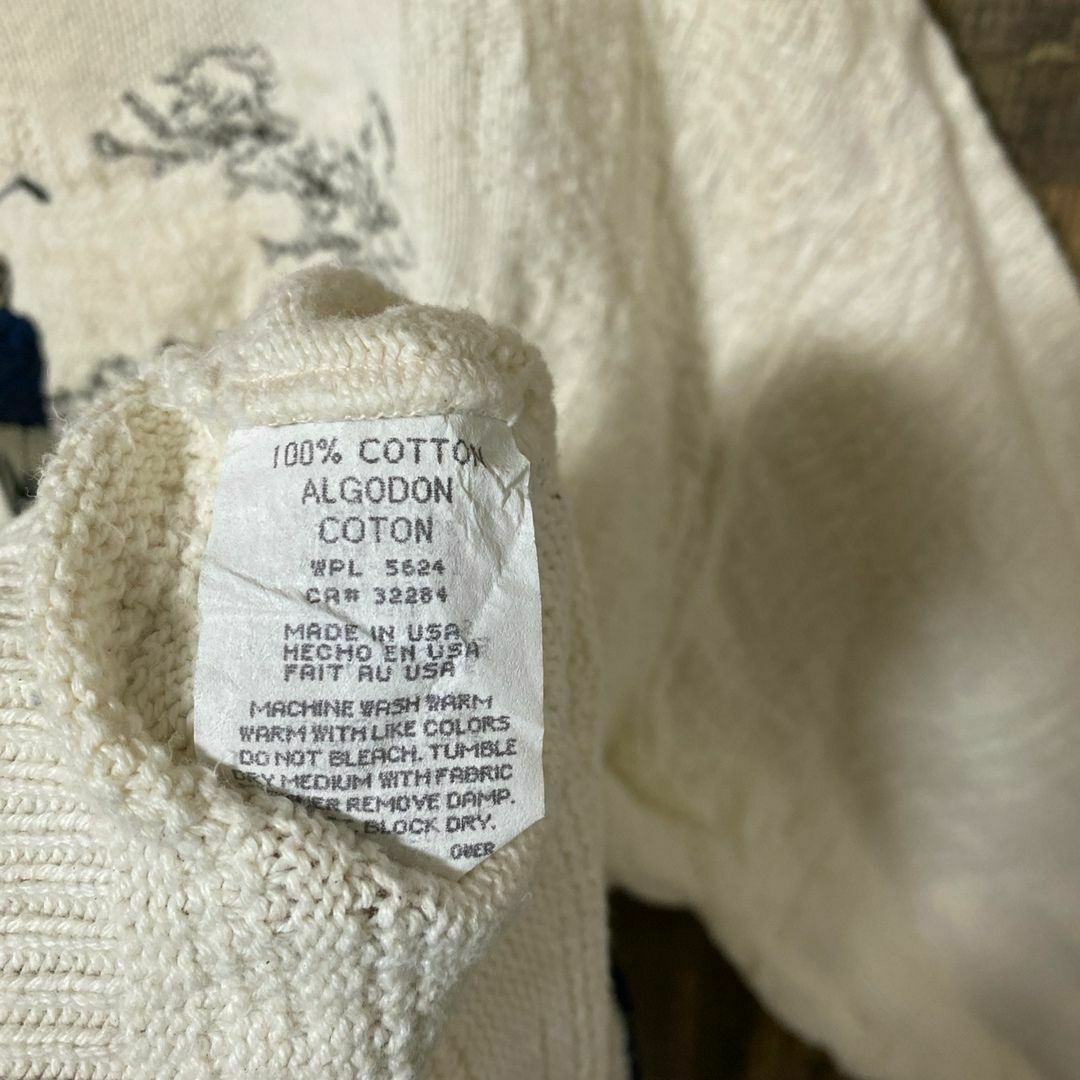 100% COTTON
ALGODON
COTON
WPL 5624
CA# 32284
MADE IN USA
HECHO EN USA
FAIT AU USA
MACHINE WASH WARM
WARM WITH LIKE COLORS
DO NOT BLEACH. TUMBLE
DRY MEDIUM WITH FABRIC
REMOVE DAMP.
BLOCK DRY.
OVER